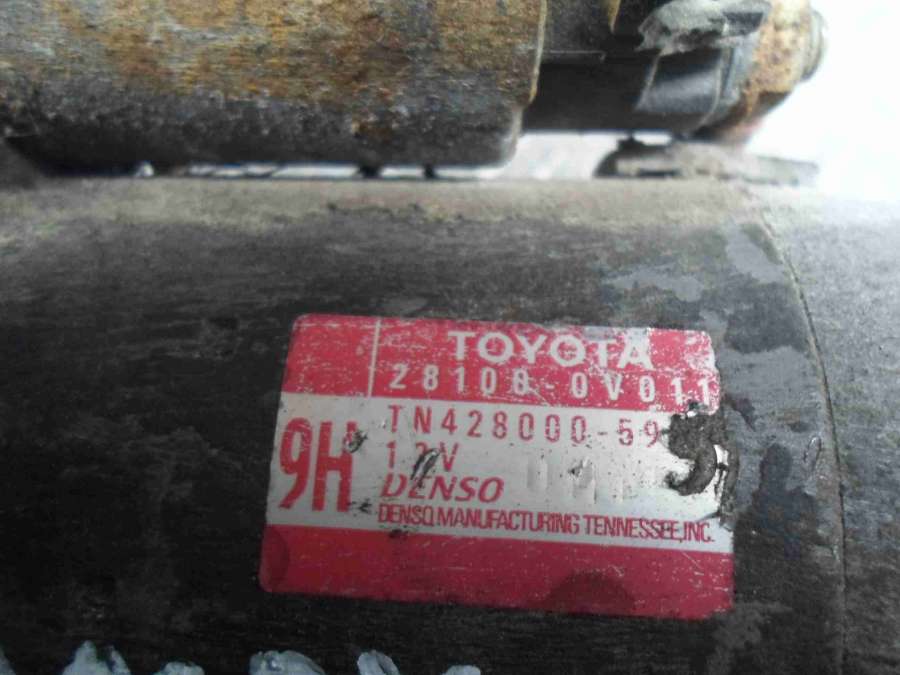 TOYOTA
28100-0V011
9H
TN428000-59
12V
DENSO
DENSO MANUFACTURING TENNESSEE, INC.